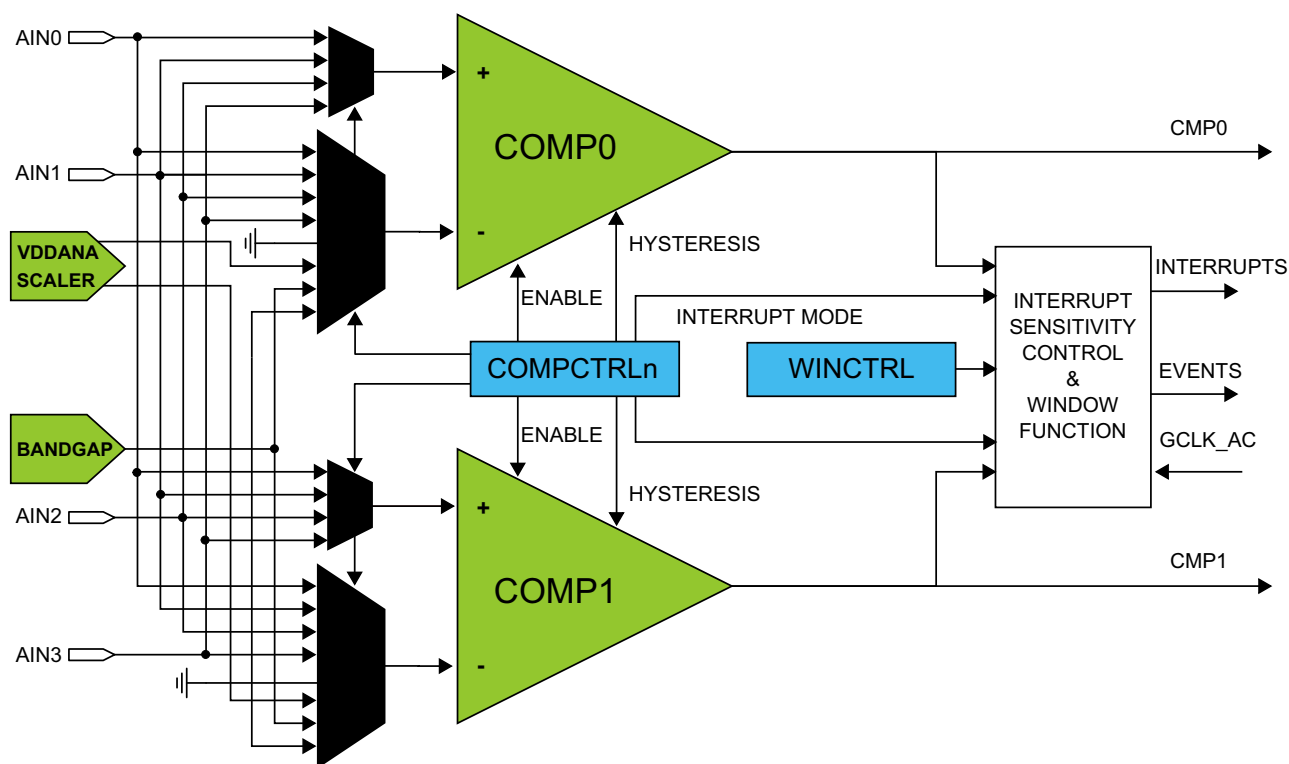 AIN0
+
COMP0
-
CMP0
AIN1
VDDANA
SCALER
HYSTERESIS
ENABLE
INTERRUPT MODE
COMPCTRLn
WINCTRL
INTERRUPT
SENSITIVITY
CONTROL
&
WINDOW
FUNCTION
INTERRUPTS
EVENTS
GCLK_AC
BANDGAP
ENABLE
HYSTERESIS
AIN2
+
COMP1
-
CMP1
AIN3